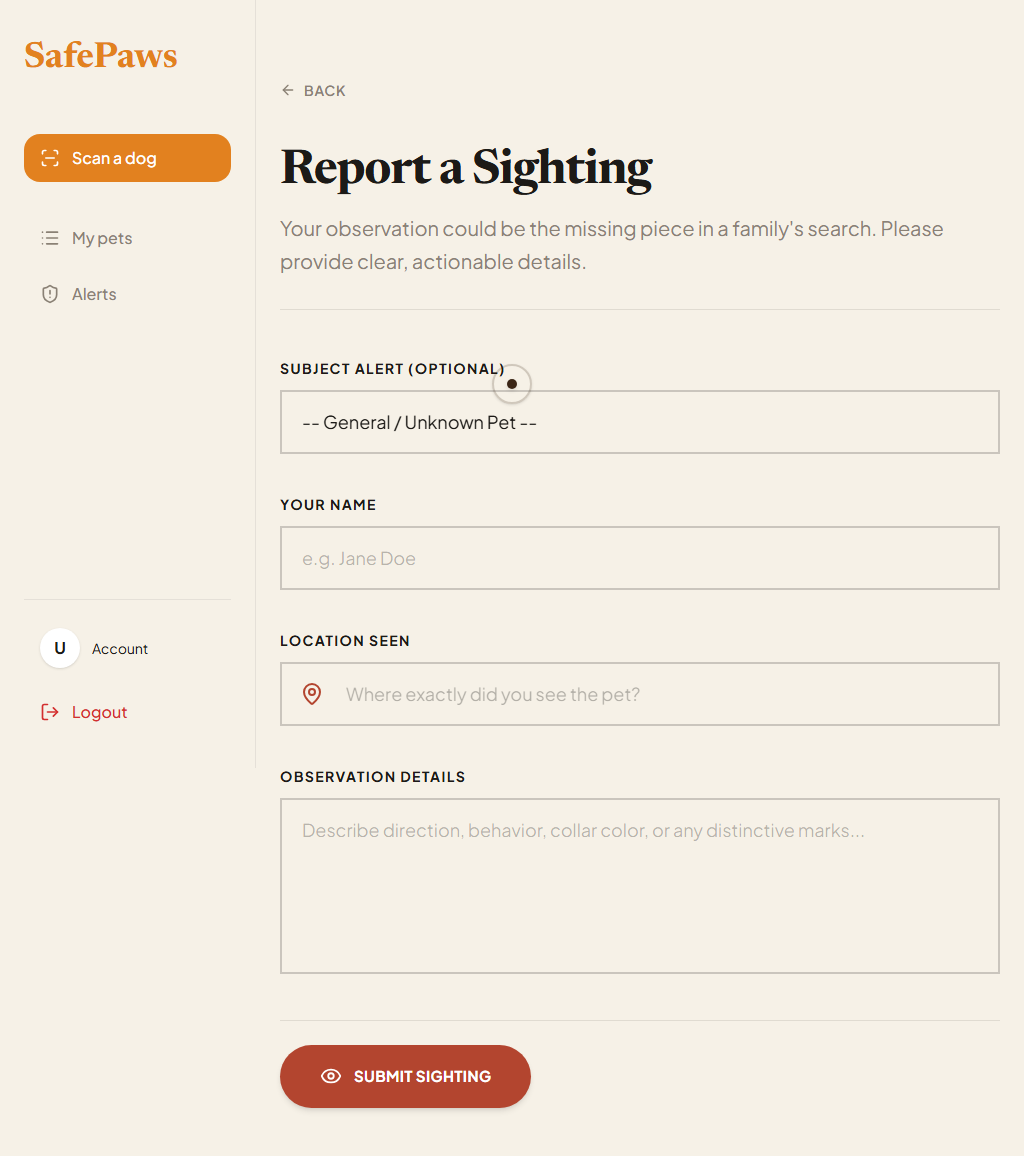 SafePaws
Scan a dog
My pets
Alerts
U Account
Logout
BACK
Report a Sighting
Your observation could be the missing piece in a family's search. Please
provide clear, actionable details.
SUBJECT ALERT (OPTIONAL)
-- General / Unknown Pet --
YOUR NAME
e.g. Jane Doe
LOCATION SEEN
Where exactly did you see the pet?
OBSERVATION DETAILS
Describe direction, behavior, collar color, or any distinctive marks...
SUBMIT SIGHTING